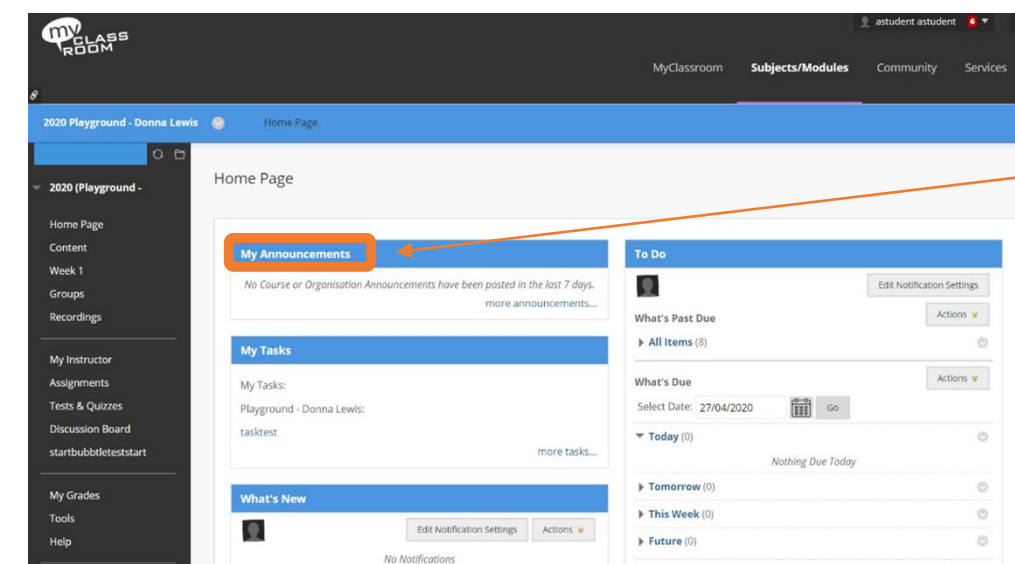 my
CLASS
ROOM
astudent astudent 6
MyClassroom Subjects/Modules Community Services
2020 Playground - Donna Lewis Home Page
2020 (Playground -
Home Page
Content
Week 1
Groups
Recordings
My Instructor
Assignments
Tests & Quizzes
Discussion Board
startbubbtleteststart
My Grades
Tools
Help
Home Page
My Announcements
No Course or Organisation Announcements have been posted in the last 7 days.
more announcements...
My Tasks
My Tasks:
Playground - Donna Lewis:
tasktest
more tasks...
What's New
Edit Notification Settings Actions
No Notifications
To Do
Edit Notification Settings
What's Past Due Actions
All Items (8)
What's Due Actions
Select Date: 27/04/2020 Go
Today (0)
Nothing Due Today
Tomorrow (0)
This Week (0)
Future (0)